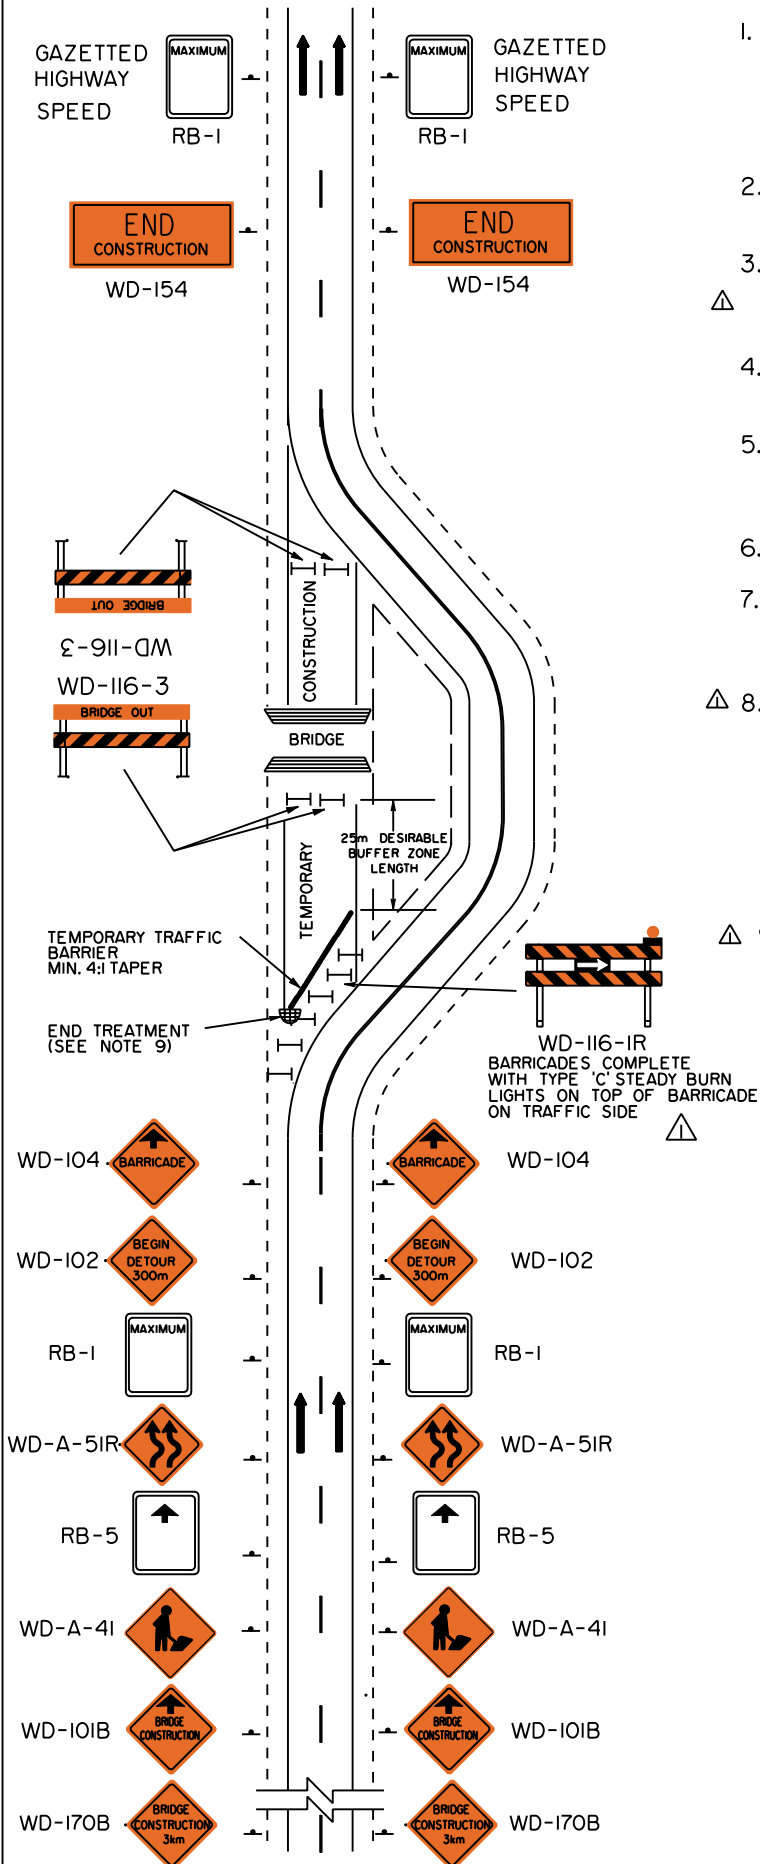 GAZETTED
HIGHWAY
SPEED
MAXIMUM
RB-1
MAXIMUM
RB-1
GAZETTED
HIGHWAY
SPEED
1.
END
CONSTRUCTION
WD-154
END
CONSTRUCTION
WD-154
2.
3.
1
4.
5.
6.
7.
1
8.
BRIDGE OUT
WD-116-3
WD-116-3
BRIDGE OUT
CONSTRUCTION
BRIDGE
TEMPORARY
25m DESIRABLE
BUFFER ZONE
LENGTH
TEMPORARY TRAFFIC
BARRIER
MIN. 4:1 TAPER
END TREATMENT
(SEE NOTE 9)
1
WD-116-1R
BARRICADES COMPLETE
WITH TYPE 'C' STEADY BURN
LIGHTS ON TOP OF BARRICADE
ON TRAFFIC SIDE
1
WD-104
BARRICADE
BARRICADE
WD-104
WD-102
BEGIN
DETOUR
300m
BEGIN
DETOUR
300m
WD-102
RB-1
MAXIMUM
MAXIMUM
RB-1
WD-A-51R
WD-A-51R
RB-5
RB-5
WD-A-41
WD-A-41
WD-101B
BRIDGE
CONSTRUCTION
BRIDGE
CONSTRUCTION
WD-101B
WD-170B
BRIDGE
CONSTRUCTION
3km
BRIDGE
CONSTRUCTION
3km
WD-170B